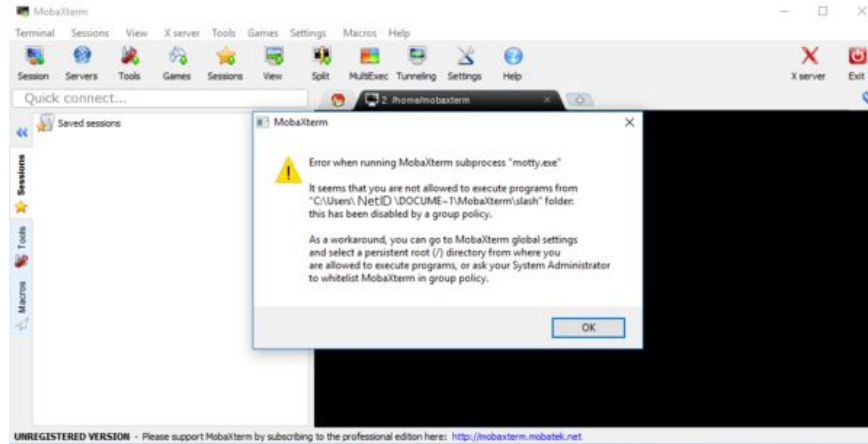 MobaXterm
Terminal Sessions View X server Tools Games Settings Macros Help
Session Servers Tools Games Sessions View Split MultiExec Tunneling Settings Help X server Exit
Quick connect...
2. /home/mobaxterm
Saved sessions
Sessions
Tools
Macros
MobaXterm
Error when running MobaXterm subprocess "motty.exe"
It seems that you are not allowed to execute programs from
"C:\Users\ NetID \DOCUME~1\MobaXterm\slash" folder:
this has been disabled by a group policy.
As a workaround, you can go to MobaXterm global settings
and select a persistent root (/) directory from where you
are allowed to execute programs, or ask your System Administrator
to whitelist MobaXterm in group policy.
OK
UNREGISTERED VERSION - Please support MobaXterm by subscribing to the professional edition here: http://mobaxterm.mobatek.net